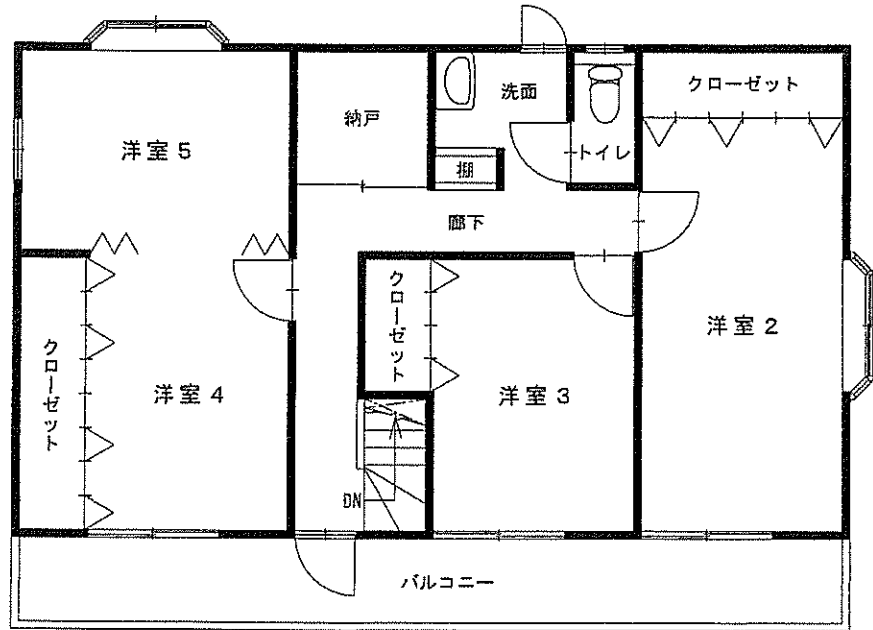 クローゼット
洗面
納戸
洋室5
トイレ
棚
廊下
クローゼット
洋室2
クローゼット
洋室4
洋室3
DN
バルコニー